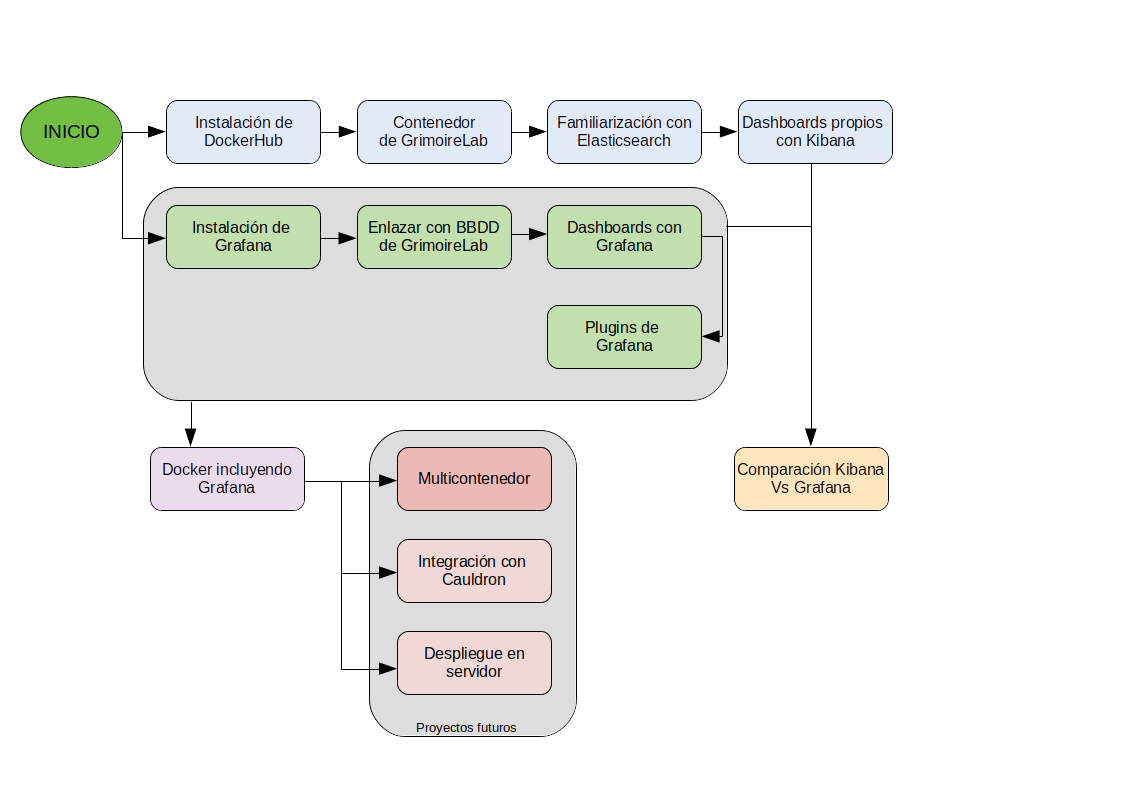 INICIO
Instalación de
DockerHub
Contenedor
de GrimoireLab
Familiarización con
Elasticsearch
Dashboards propios
con Kibana
Instalación de
Grafana
Enlazar con BBDD
de GrimoireLab
Dashboards con
Grafana
Plugins de
Grafana
Docker incluyendo
Grafana
Multicontenedor
Integración con
Cauldron
Despliegue en
servidor
Proyectos futuros
Comparación Kibana
Vs Grafana